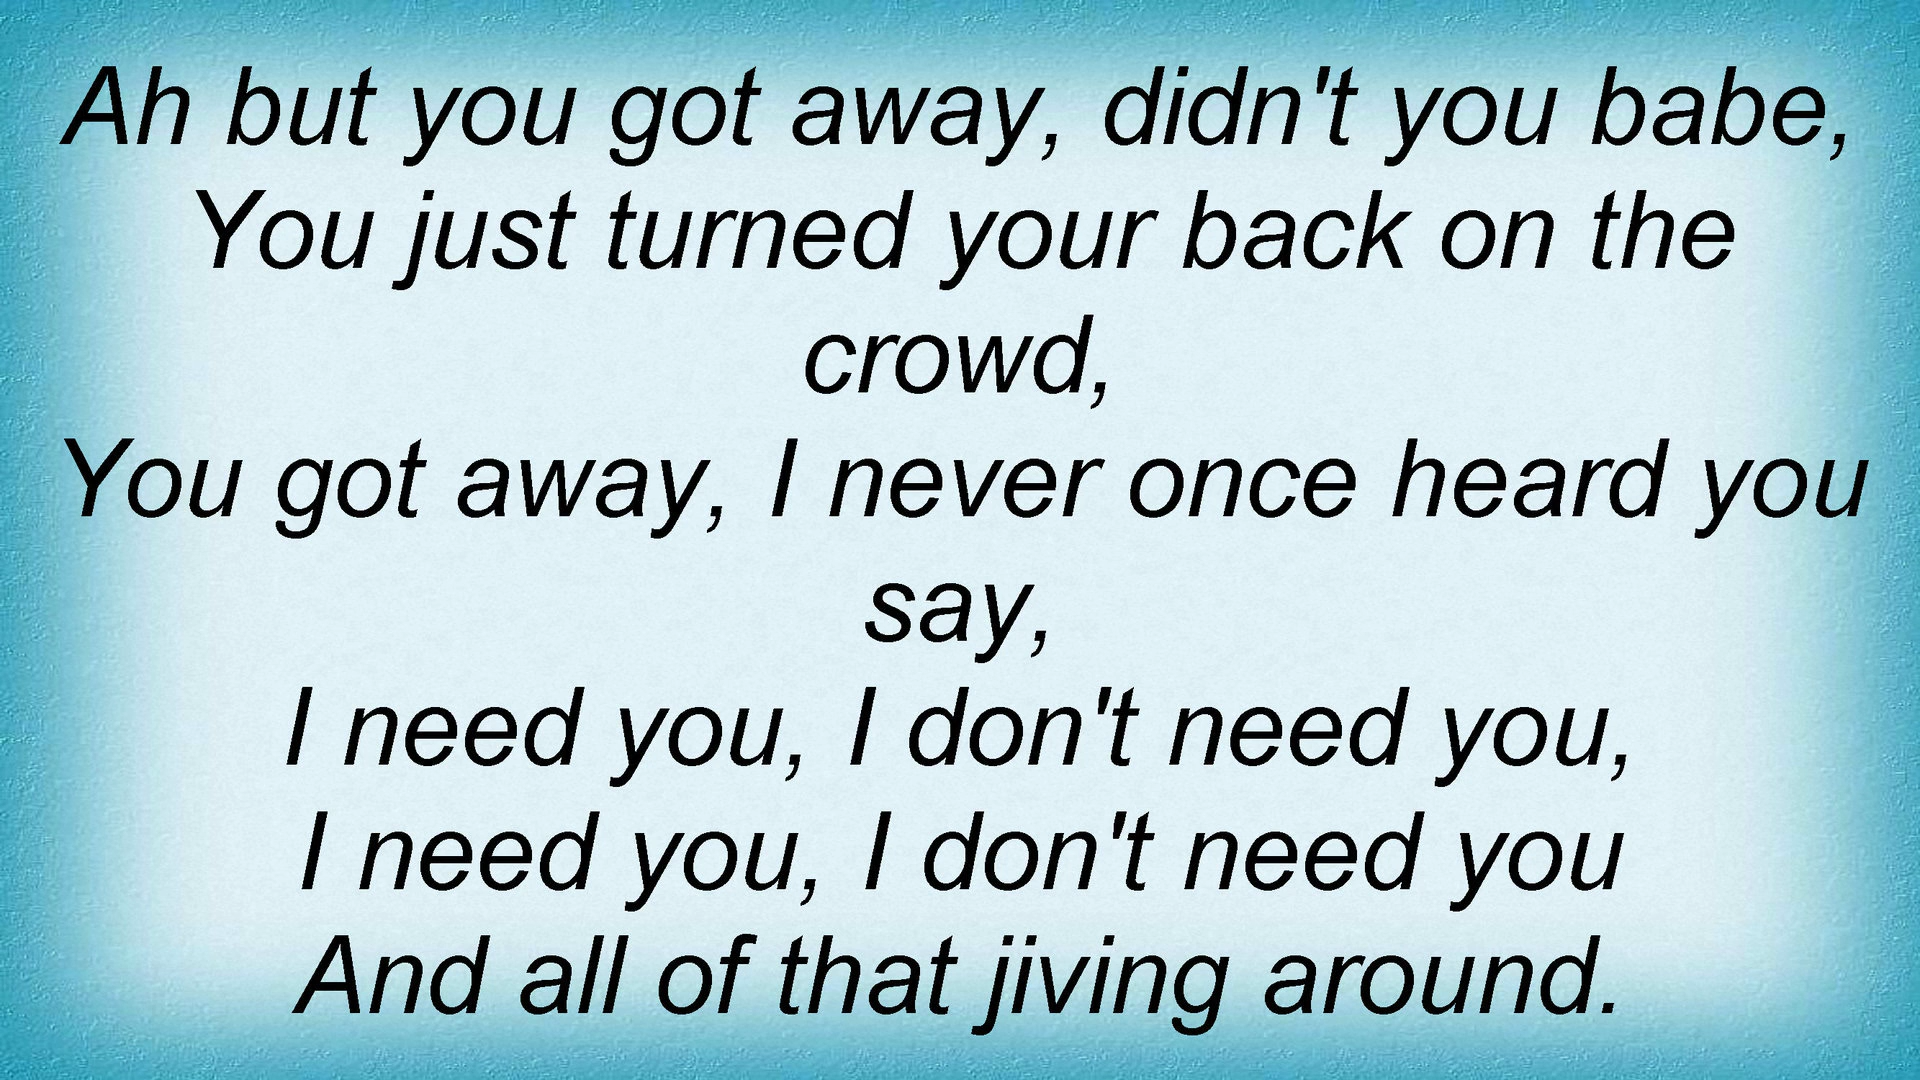 Ah but you got away, didn't you babe,
You just turned your back on the
crowd,
You got away, I never once heard you
say,
I need you, I don't need you,
I need you, I don't need you
And all of that jiving around.